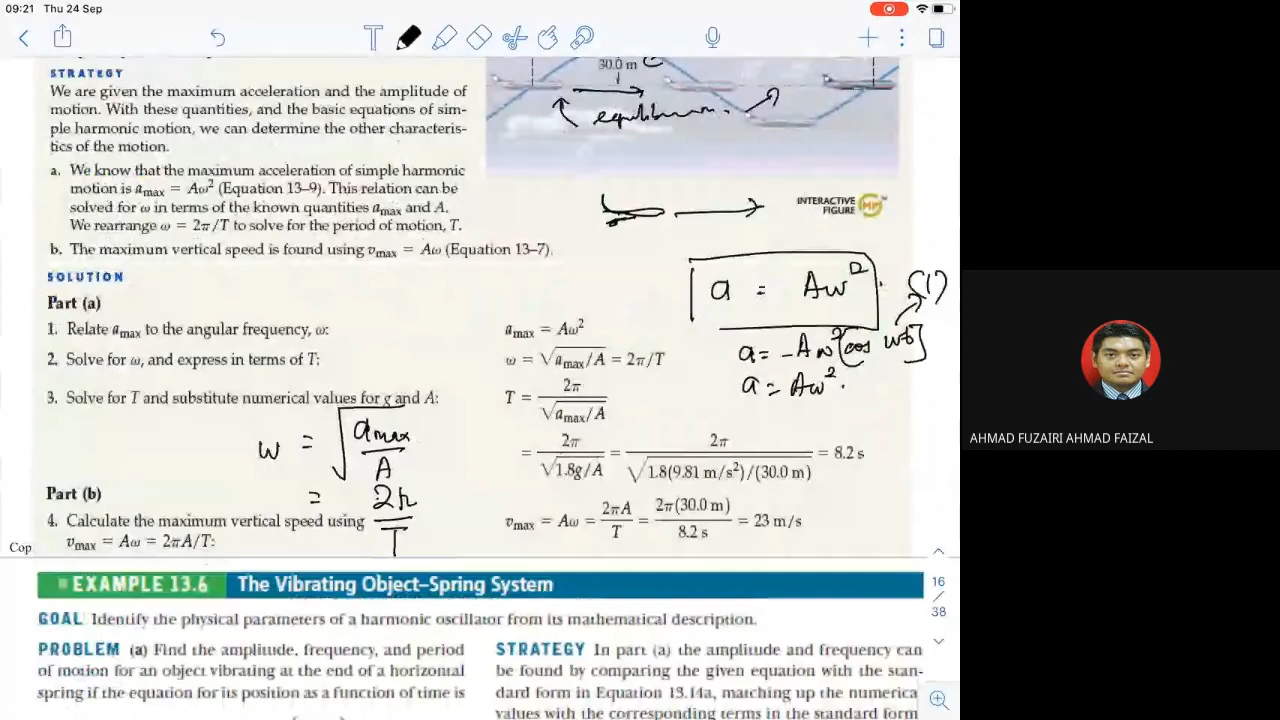 09:21 Thu 24 Sep
30.0 m
STRATEGY
We are given the maximum acceleration and the amplitude of
motion. With these quantities, and the basic equations of sim-
ple harmonic motion, we can determine the other characteris-
tics of the motion.
equilibrium.
a. We know that the maximum acceleration of simple harmonic
motion is amax = Aω² (Equation 13–9). This relation can be
solved for ω in terms of the known quantities amax and A.
We rearrange ω = 2π/T to solve for the period of motion, T.
b. The maximum vertical speed is found using vmax = Aω (Equation 13–7).
INTERACTIVE
FIGURE
SOLUTION
Part (a)
1. Relate amax to the angular frequency, ω:
amax = Aω²
2. Solve for ω, and express in terms of T:
ω = √amax/A = 2π/T
3. Solve for T and substitute numerical values for g and A:
T = 2π / √amax/A
= 2π / √1.8g/A = 2π / √1.8(9.81 m/s²)/(30.0 m) = 8.2 s
a = Aω²
(1)
a = -Aω² [cos ωt]
a = Aω².
ω = √amax/A
= 2π/T
Part (b)
4. Calculate the maximum vertical speed using
vmax = Aω = 2πA/T:
vmax = Aω = 2πA/T = 2π(30.0 m)/8.2 s = 23 m/s
Cop
16
/
38
EXAMPLE 13.6 The Vibrating Object–Spring System
GOAL Identify the physical parameters of a harmonic oscillator from its mathematical description.
PROBLEM (a) Find the amplitude, frequency, and period
of motion for an object vibrating at the end of a horizontal
spring if the equation for its position as a function of time is
STRATEGY In part (a) the amplitude and frequency can
be found by comparing the given equation with the stan-
dard form in Equation 13.14a, matching up the numerical
values with the corresponding terms in the standard form
AHMAD FUZAIRI AHMAD FAIZAL